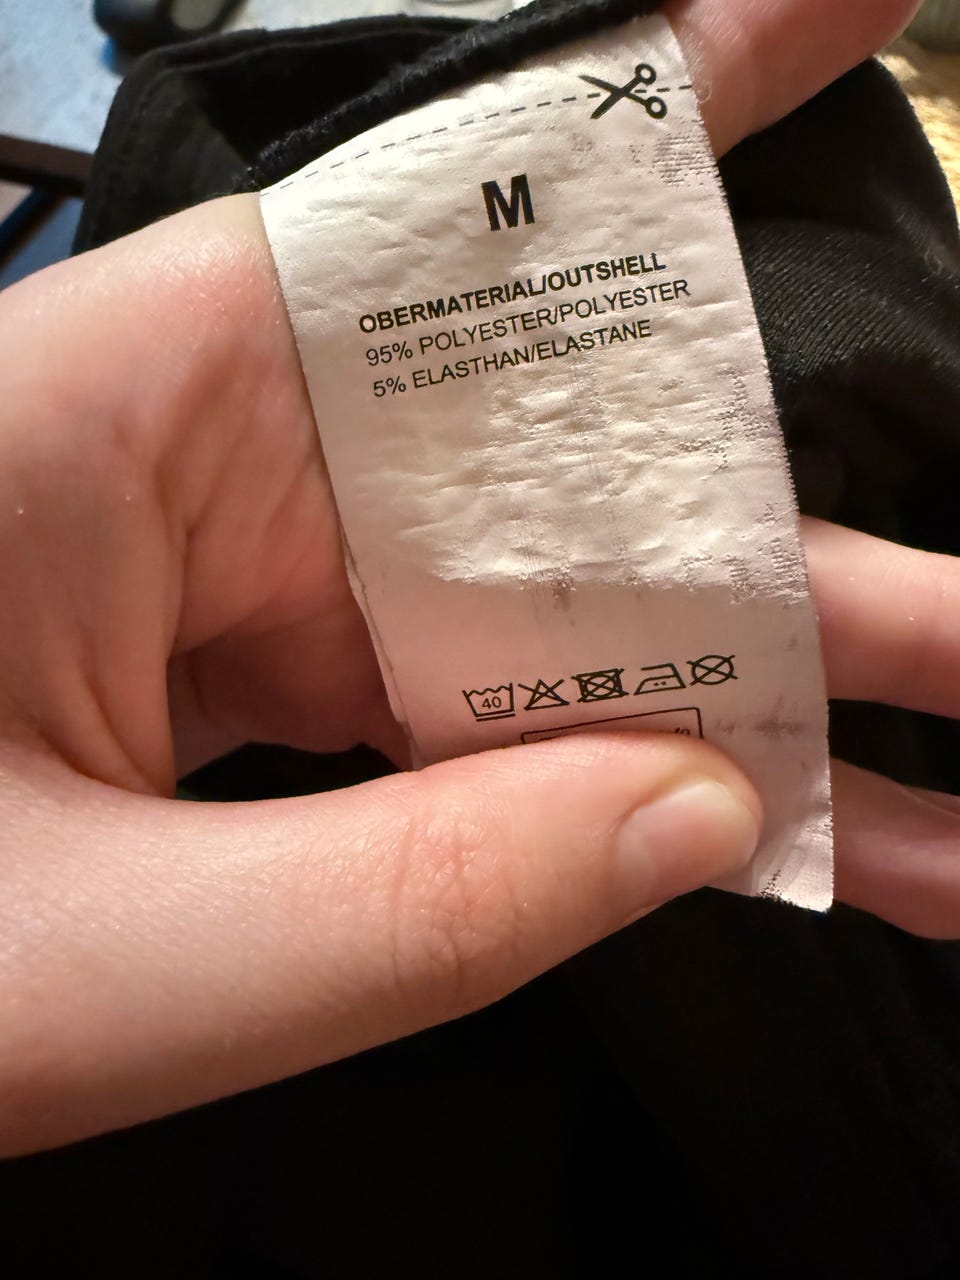 M
OBERMATERIAL/OUTSHELL
95% POLYESTER/POLYESTER
5% ELASTHAN/ELASTANE
40